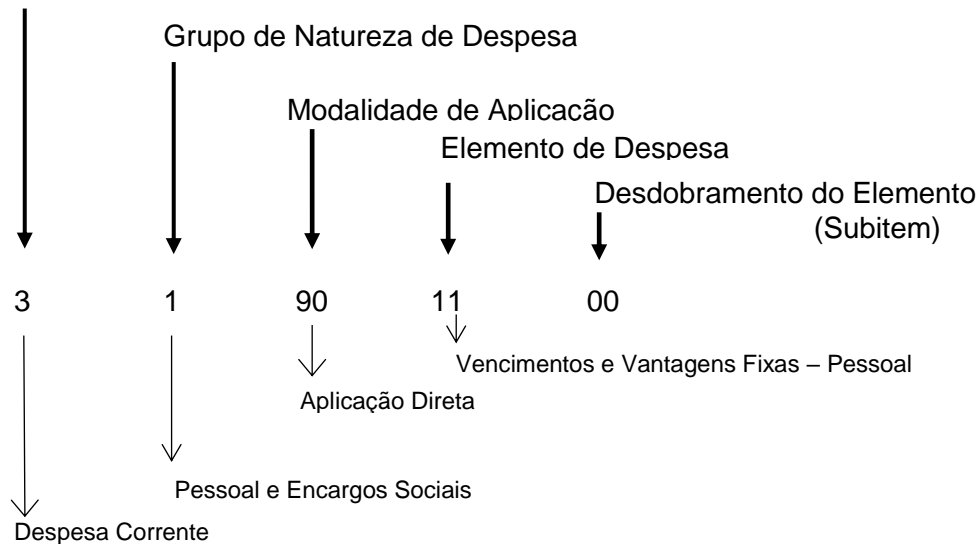 Grupo de Natureza de Despesa
Modalidade de Aplicação
Elemento de Despesa
Desdobramento do Elemento
(Subitem)
3 1 90 11 00
Vencimentos e Vantagens Fixas – Pessoal
Aplicação Direta
Pessoal e Encargos Sociais
Despesa Corrente